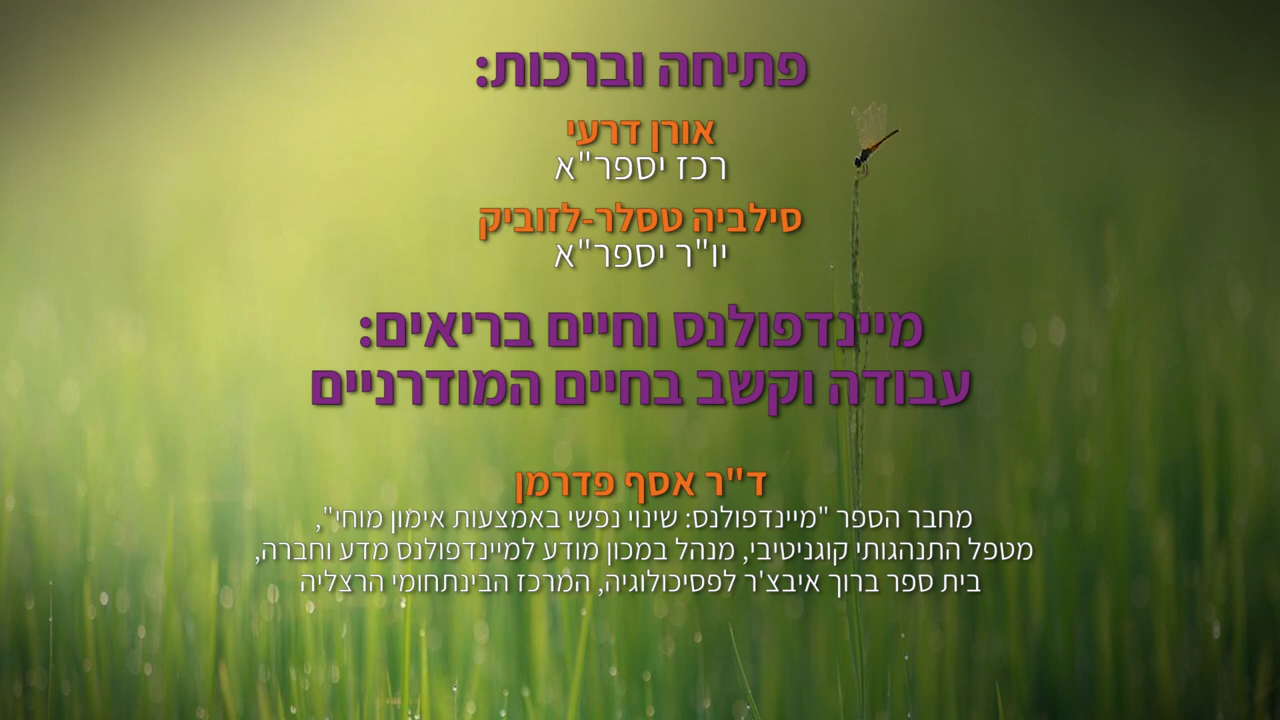 פתיחה וברכות:
אורן דרעי
רכז יספר"א
סילביה טסלר-לזוביק
יו"ר יספר"א
מיינדפולנס וחיים בריאים:
עבודה וקשב בחיים המודרניים
ד"ר אסף פדרמן
מחבר הספר "מיינדפולנס: שינוי נפשי באמצעות אימון מוחי",
מטפל התנהגותי קוגניטיבי, מנהל במכון מודע למיינדפולנס מדע וחברה,
בית ספר ברוך איבצ'ר לפסיכולוגיה, המרכז הבינתחומי הרצליה